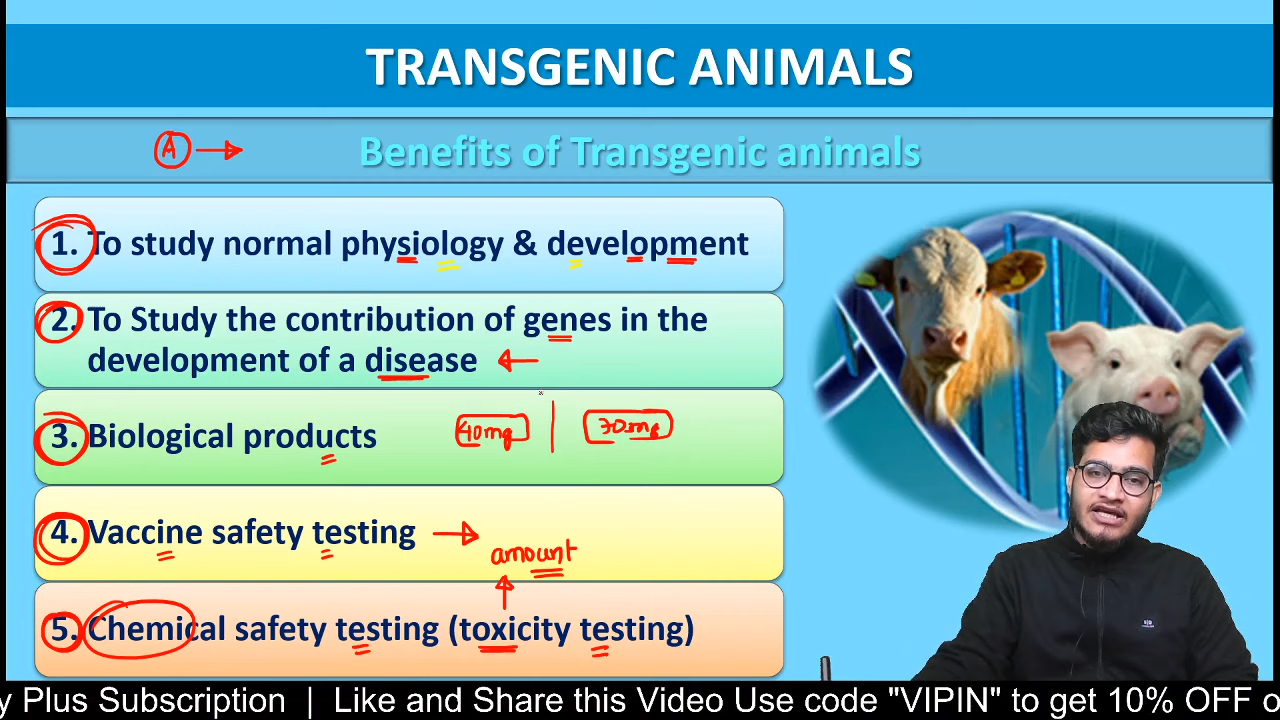 TRANSGENIC ANIMALS
A
Benefits of Transgenic animals
1. To study normal physiology & development
2. To Study the contribution of genes in the
development of a disease
3. Biological products
40mg
30mg
4. Vaccine safety testing
amount
5. Chemical safety testing (toxicity testing)
y Plus Subscription | Like and Share this Video Use code "VIPIN" to get 10% OFF o